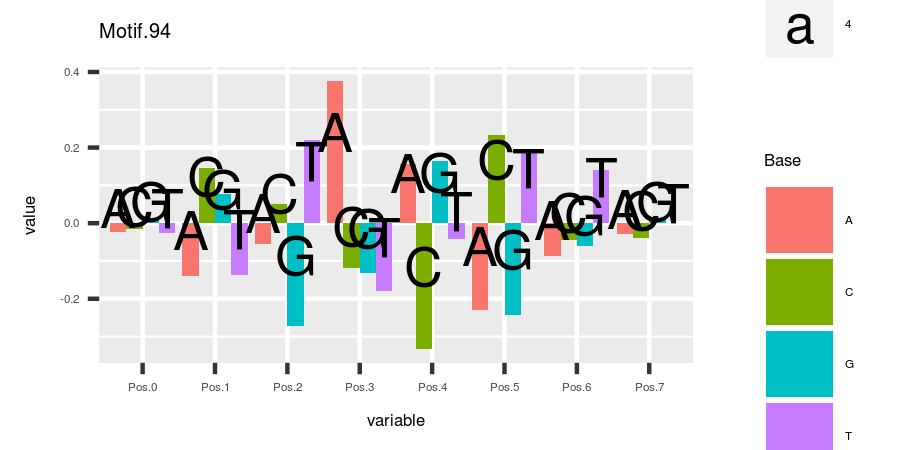 Motif.94
a 4
0.4
0.2
0.0
-0.2
value
A C G T A C G T A C G T A C G T A C G T A C G T A C G T A C G T
Pos.0 Pos.1 Pos.2 Pos.3 Pos.4 Pos.5 Pos.6 Pos.7
variable
Base
A
C
G
T